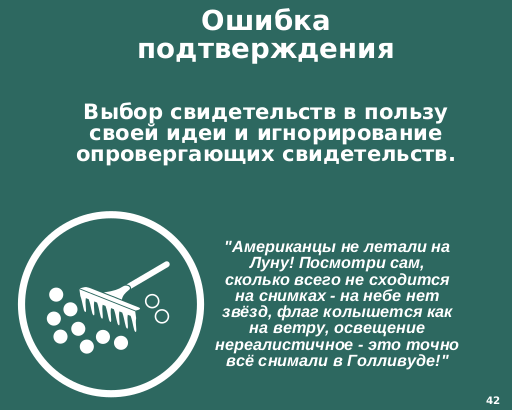 Ошибка
подтверждения
Выбор свидетельств в пользу
своей идеи и игнорирование
опровергающих свидетельств.
"Американцы не летали на
Луну! Посмотри сам,
сколько всего не сходится
на снимках - на небе нет
звёзд, флаг колышется как
на ветру, освещение
нереалистичное - это точно
всё снимали в Голливуде!"
42